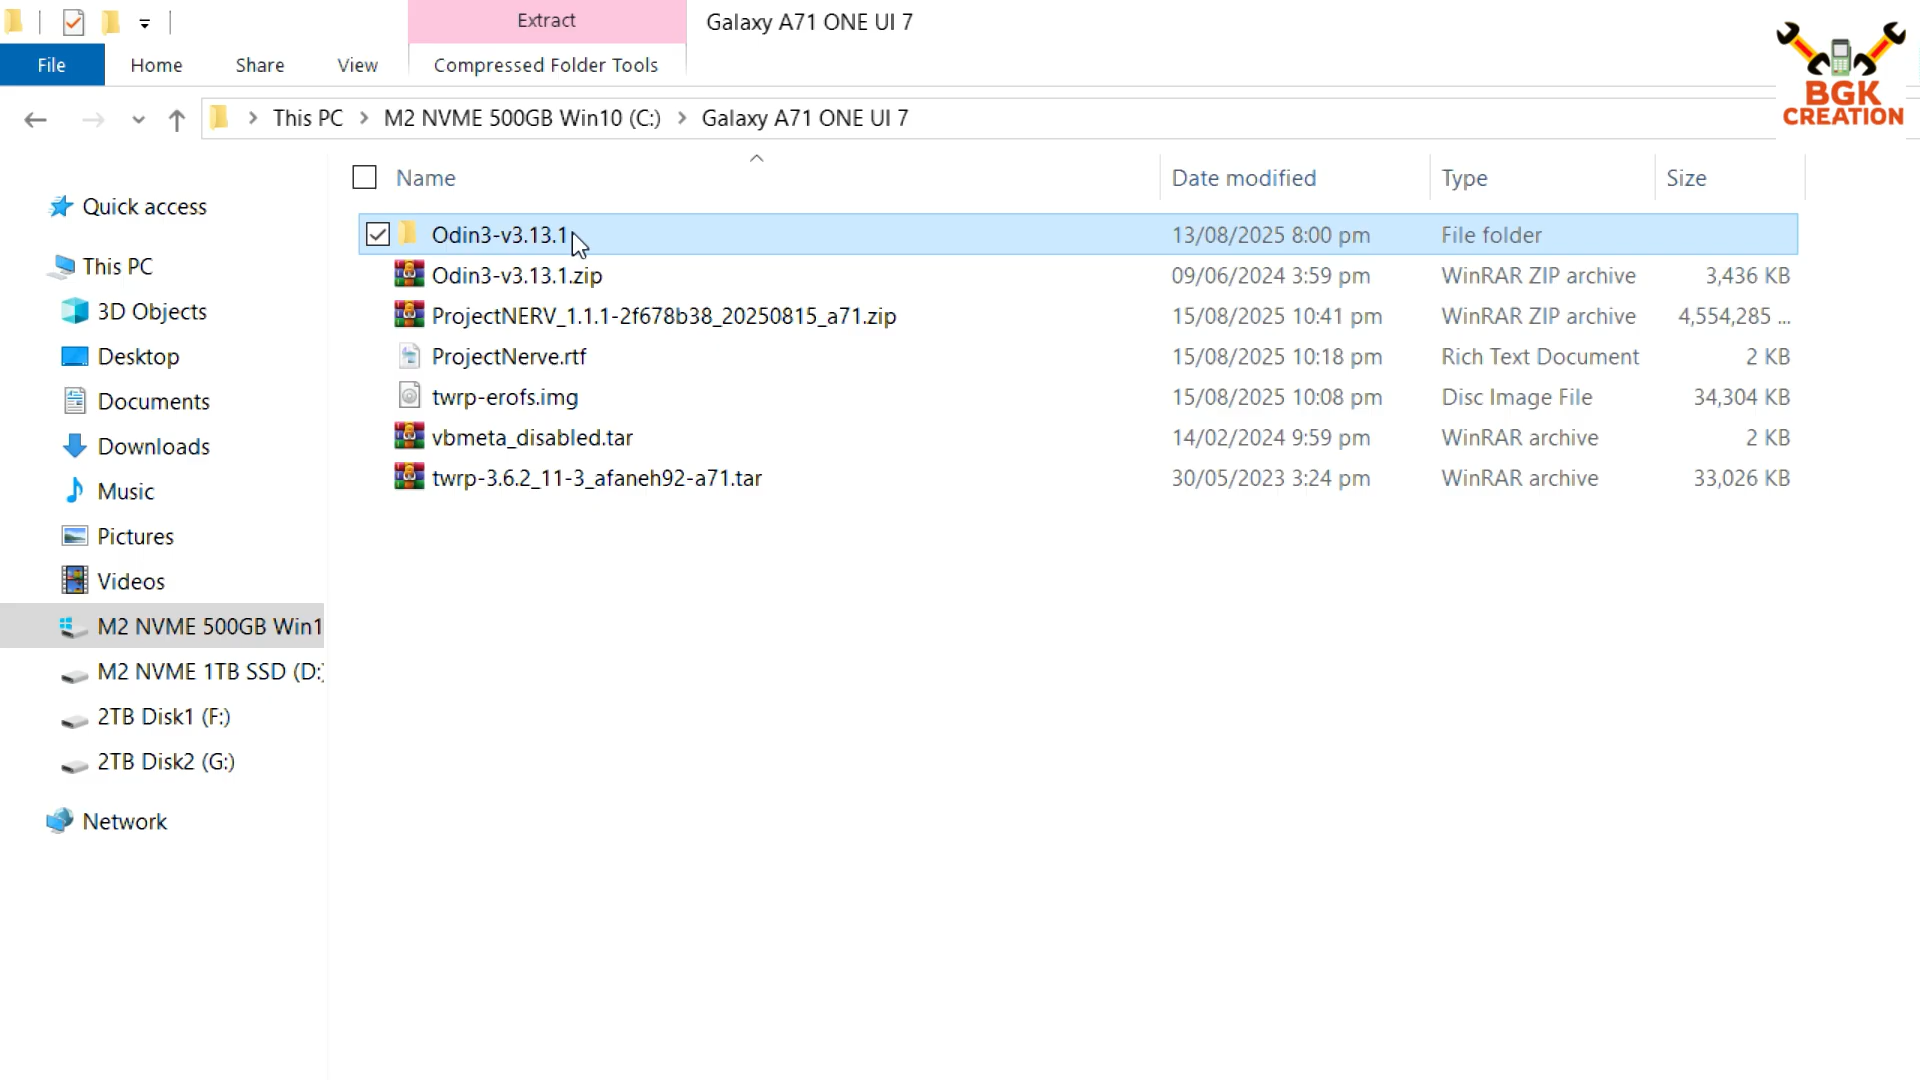 Extract
Galaxy A71 ONE UI 7
File
Home
Share
View
Compressed Folder Tools
This PC
M2 NVME 500GB Win10 (C:)
Galaxy A71 ONE UI 7
BGK
CREATION
Name
Date modified
Type
Size
Quick access
This PC
3D Objects
Desktop
Documents
Downloads
Music
Pictures
Videos
M2 NVME 500GB Win1
M2 NVME 1TB SSD (D:)
2TB Disk1 (F:)
2TB Disk2 (G:)
Network
Odin3-v3.13.1 13/08/2025 8:00 pm File folder
Odin3-v3.13.1.zip 09/06/2024 3:59 pm WinRAR ZIP archive 3,436 KB
ProjectNERV_1.1.1-2f678b38_20250815_a71.zip 15/08/2025 10:41 pm WinRAR ZIP archive 4,554,285 ...
ProjectNerve.rtf 15/08/2025 10:18 pm Rich Text Document 2 KB
twrp-erofs.img 15/08/2025 10:08 pm Disc Image File 34,304 KB
vbmeta_disabled.tar 14/02/2024 9:59 pm WinRAR archive 2 KB
twrp-3.6.2_11-3_afaneh92-a71.tar 30/05/2023 3:24 pm WinRAR archive 33,026 KB